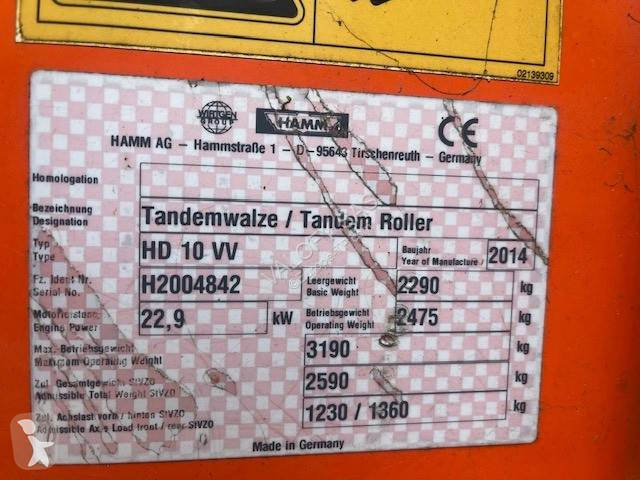 02139309
WIRTGEN
GROUP
HAMM
CE
HAMM AG – Hammstraße 1 – D–95643 Tirschenreuth – Germany
Homologation
Bezeichnung
Designation
Tandemwalze / Tandem Roller
Typ
Type
HD 10 VV
Baujahr
Year of Manufacture
2014
Fz. Ident Nr.
Serial No.
H2004842
Leergewicht
Basic Weight
2290 kg
Motorleistung
Engine Power
22,9 kW
Betriebsgewicht
Operating Weight
2475 kg
Max. Betriebsgewicht
Maximum Operating Weight
3190 kg
Zul. Gesamtgewicht StVZO
Admissible Total Weight StVZO
2590 kg
Zul. Achslast vorn / hinten StVZO
Admissible Axle Load front / rear StVZO
1230 / 1360 kg
Made in Germany